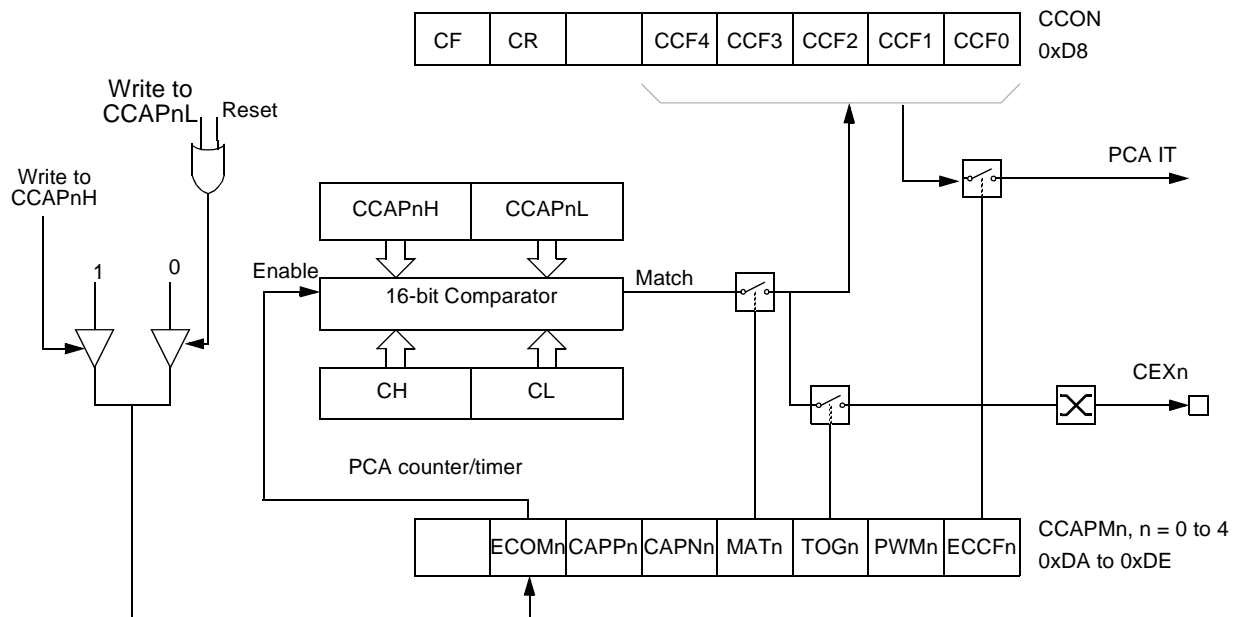 CF CR CCF4 CCF3 CCF2 CCF1 CCF0
CCON
0xD8
Write to
CCAPnL
Reset
Write to
CCAPnH
PCA IT
CCAPnH CCAPnL
1
0
Enable
16-bit Comparator
Match
CH CL
CEXn
PCA counter/timer
ECOMn CAPPn CAPNn MATn TOGn PWMn ECCFn
CCAPMn, n = 0 to 4
0xDA to 0xDE